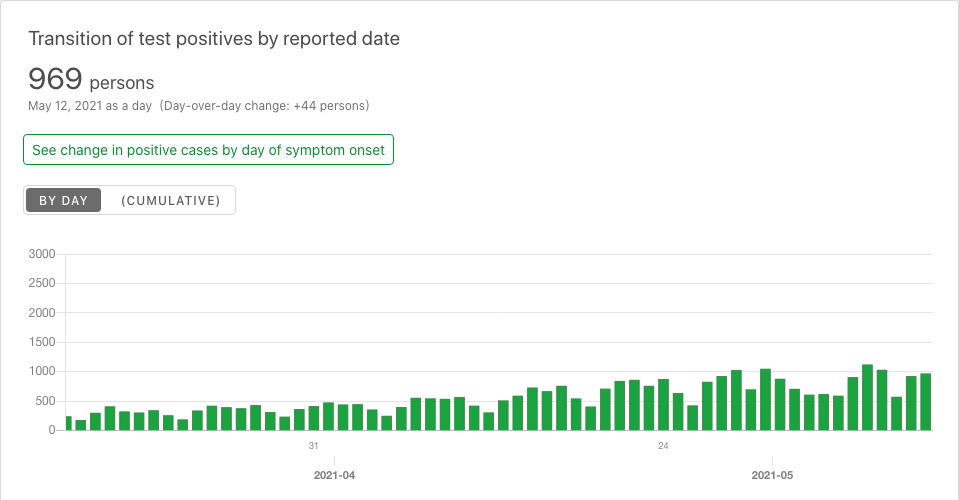 Transition of test positives by reported date
969 persons
May 12, 2021 as a day (Day-over-day change: +44 persons)
See change in positive cases by day of symptom onset
BY DAY (CUMULATIVE)
3000
2500
2000
1500
1000
500
0
31 24
2021-04 2021-05